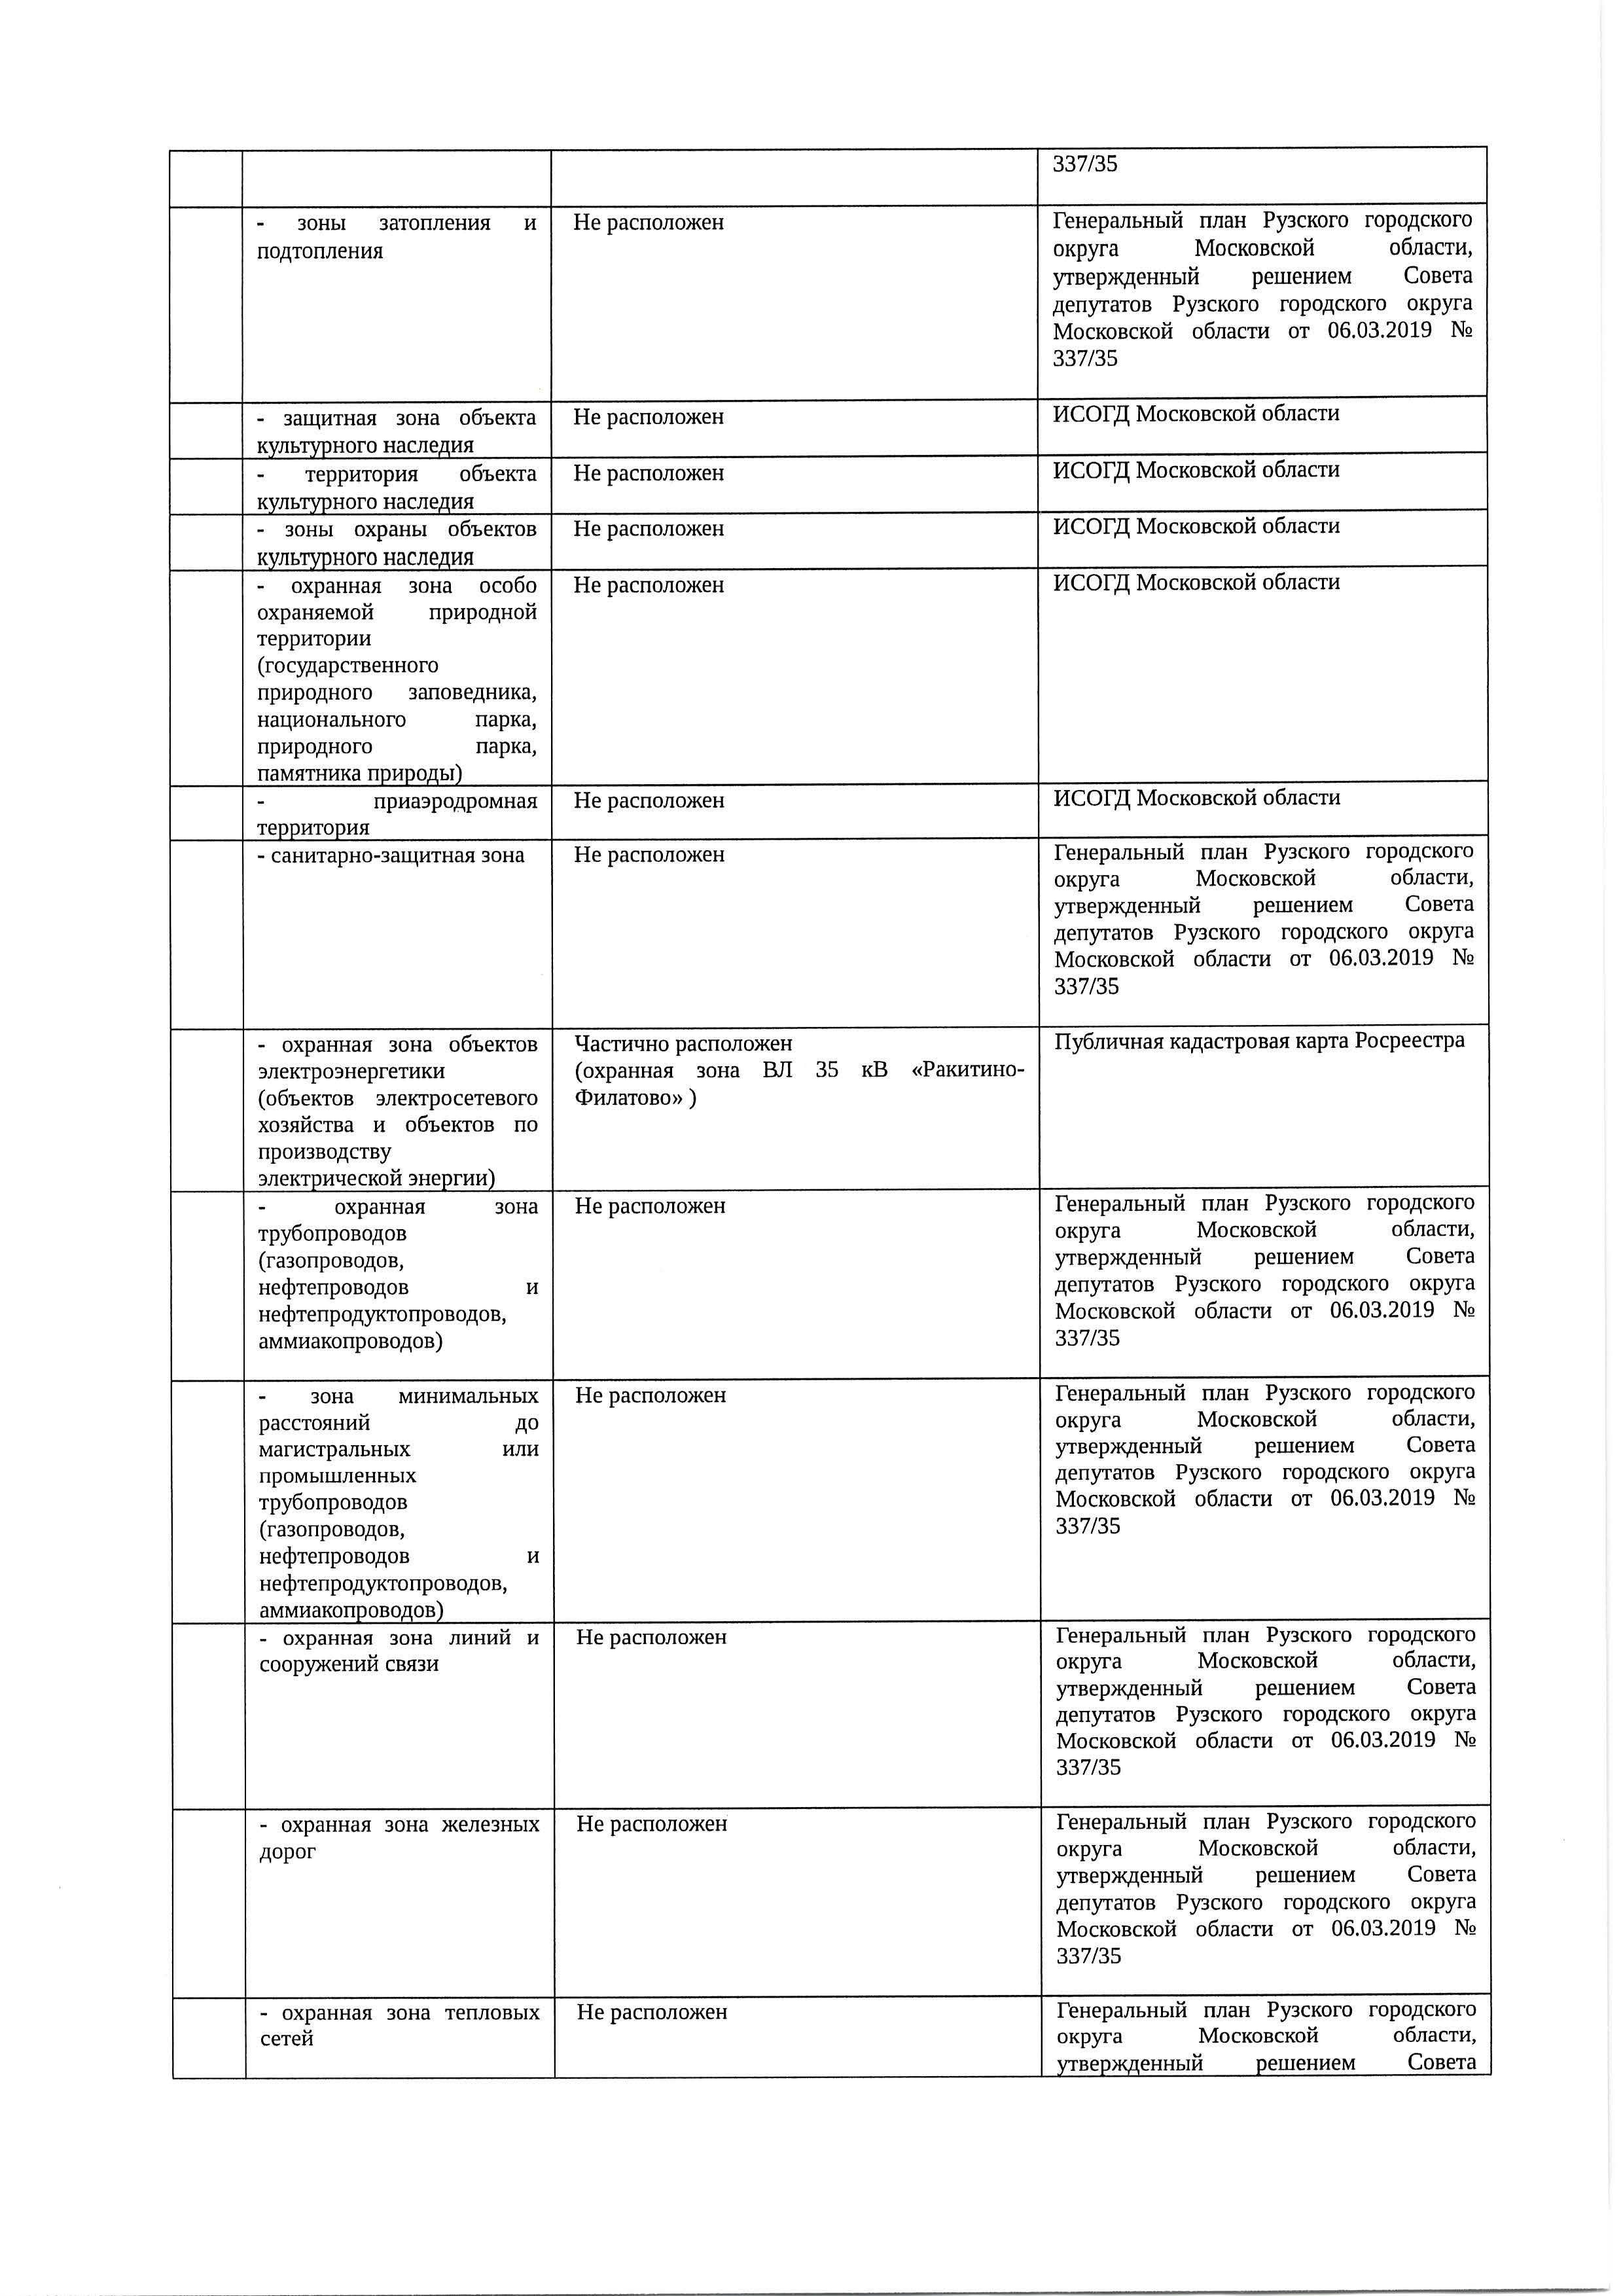 337/35
- зоны затопления и
подтопления
Не расположен
Генеральный план Рузского городского
округа Московской области,
утвержденный решением Совета
депутатов Рузского городского округа
Московской области от 06.03.2019 №
337/35
- защитная зона объекта
культурного наследия
Не расположен
ИСОГД Московской области
- территория объекта
культурного наследия
Не расположен
ИСОГД Московской области
- зоны охраны объектов
культурного наследия
Не расположен
ИСОГД Московской области
- охранная зона особо
охраняемой природной
территории
(государственного
природного заповедника,
национального парка,
природного парка,
памятника природы)
Не расположен
ИСОГД Московской области
- приаэродромная
территория
Не расположен
ИСОГД Московской области
- санитарно-защитная зона
Не расположен
Генеральный план Рузского городского
округа Московской области,
утвержденный решением Совета
депутатов Рузского городского округа
Московской области от 06.03.2019 №
337/35
- охранная зона объектов
электроэнергетики
(объектов электросетевого
хозяйства и объектов по
производству
электрической энергии)
Частично расположен
(охранная зона ВЛ 35 кВ «Ракитино-
Филатово» )
Публичная кадастровая карта Росреестра
- охранная зона
трубопроводов
(газопроводов,
нефтепроводов и
нефтепродуктопроводов,
аммиакопроводов)
Не расположен
Генеральный план Рузского городского
округа Московской области,
утвержденный решением Совета
депутатов Рузского городского округа
Московской области от 06.03.2019 №
337/35
- зона минимальных
расстояний до
магистральных или
промышленных
трубопроводов
(газопроводов,
нефтепроводов и
нефтепродуктопроводов,
аммиакопроводов)
Не расположен
Генеральный план Рузского городского
округа Московской области,
утвержденный решением Совета
депутатов Рузского городского округа
Московской области от 06.03.2019 №
337/35
- охранная зона линий и
сооружений связи
Не расположен
Генеральный план Рузского городского
округа Московской области,
утвержденный решением Совета
депутатов Рузского городского округа
Московской области от 06.03.2019 №
337/35
- охранная зона железных
дорог
Не расположен
Генеральный план Рузского городского
округа Московской области,
утвержденный решением Совета
депутатов Рузского городского округа
Московской области от 06.03.2019 №
337/35
- охранная зона тепловых
сетей
Не расположен
Генеральный план Рузского городского
округа Московской области,
утвержденный решением Совета